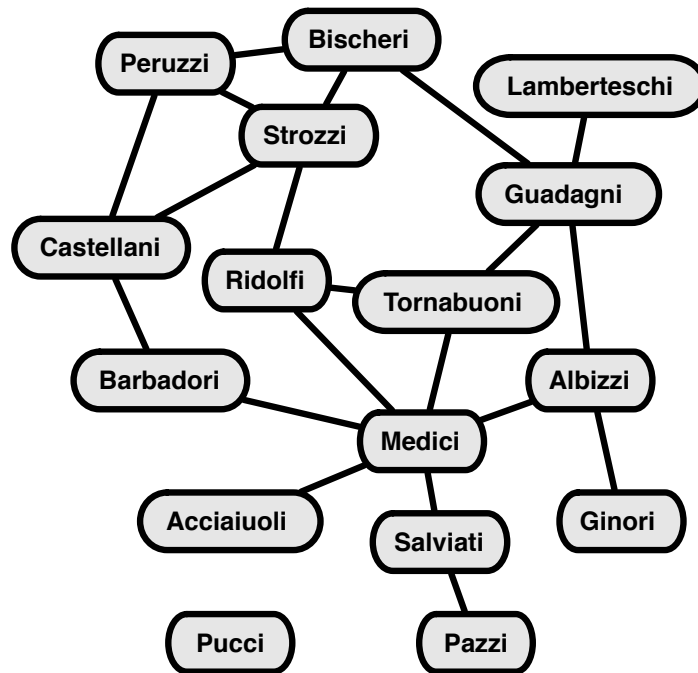 Bischeri
Peruzzi
Lamberteschi
Strozzi
Guadagni
Castellani
Ridolfi
Tornabuoni
Barbadori
Albizzi
Medici
Acciaiuoli
Ginori
Salviati
Pucci
Pazzi